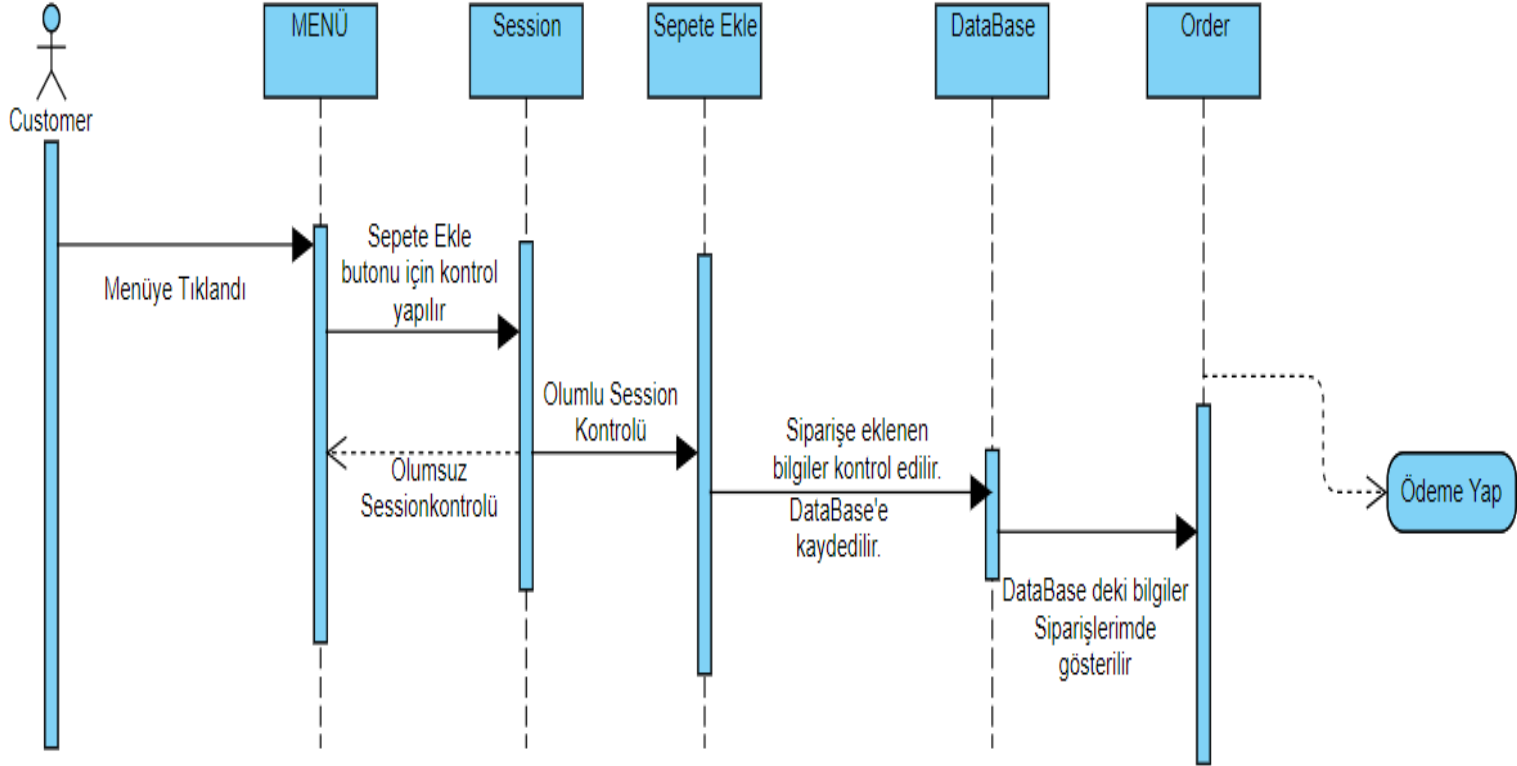 MENÜ
Session
Sepete Ekle
DataBase
Order
Customer
Menüye Tıklandı
Sepete Ekle
butonu için kontrol
yapılır
Olumlu Session
Kontrolü
Olumsuz
Sessionkontrolü
Siparişe eklenen
bilgiler kontrol edilir.
DataBase'e
kaydedilir.
DataBase deki bilgiler
Siparişlerimde
gösterilir
Ödeme Yap